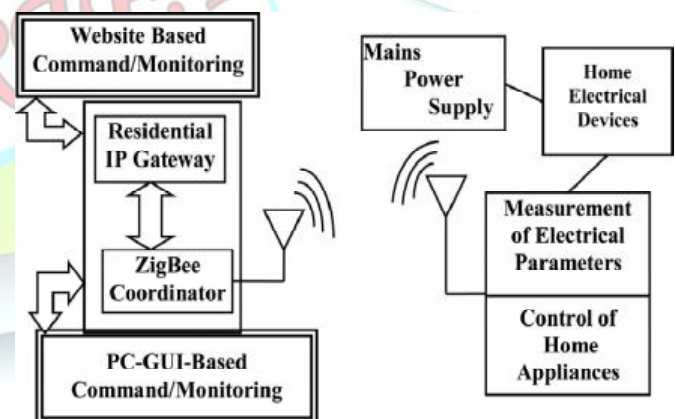 Website Based
Command/Monitoring
Residential
IP Gateway
ZigBee
Coordinator
PC-GUI-Based
Command/Monitoring
Mains
Power
Supply
Home
Electrical
Devices
Measurement
of Electrical
Parameters
Control of
Home
Appliances